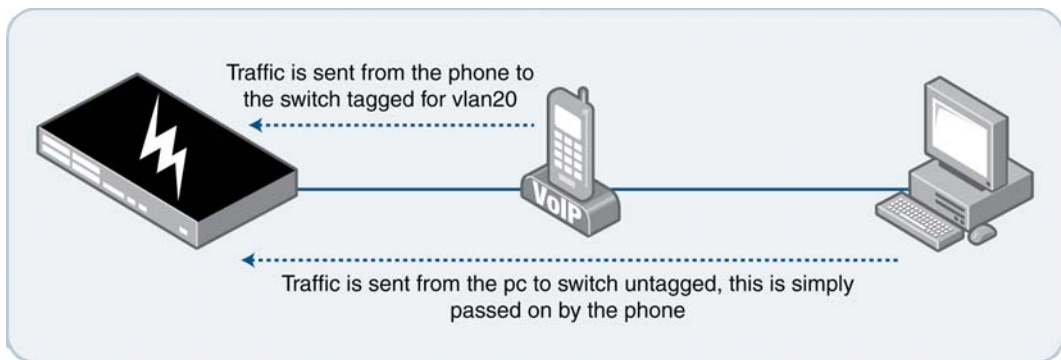 Traffic is sent from the phone to
the switch tagged for vlan20
VoIP
Traffic is sent from the pc to switch untagged, this is simply
passed on by the phone